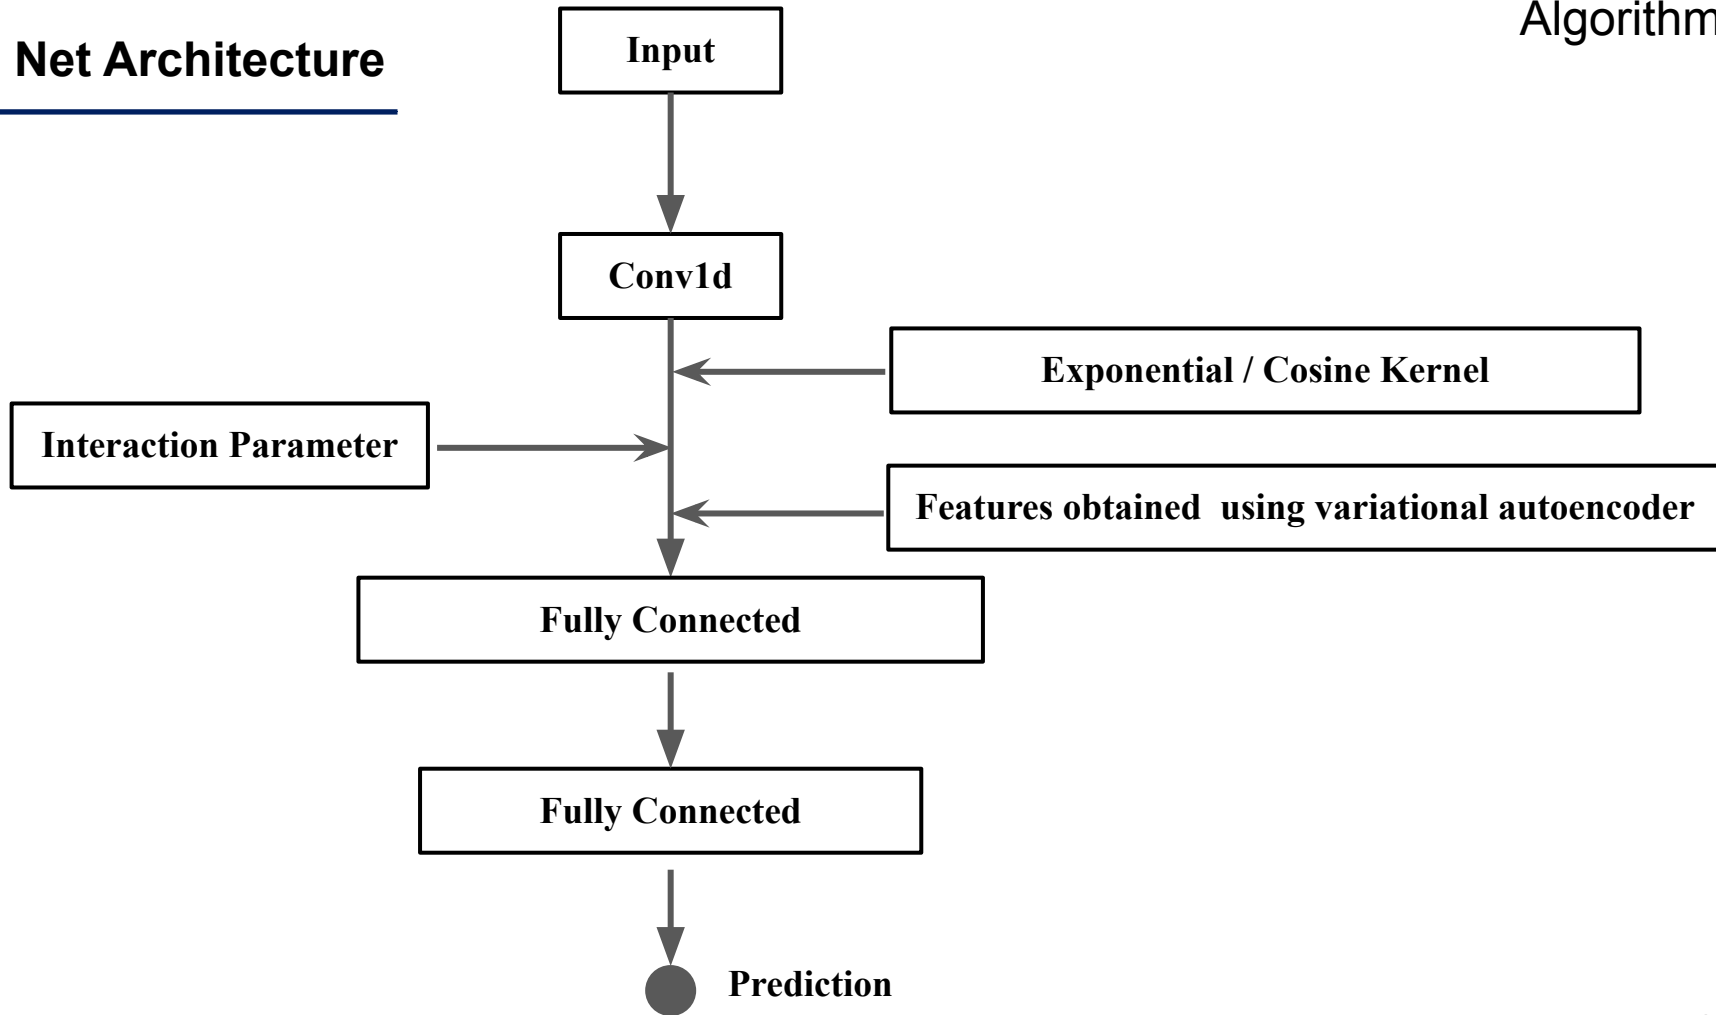 Algorithm
Net Architecture
Input
Conv1d
Exponential / Cosine Kernel
Interaction Parameter
Features obtained using variational autoencoder
Fully Connected
Fully Connected
Prediction